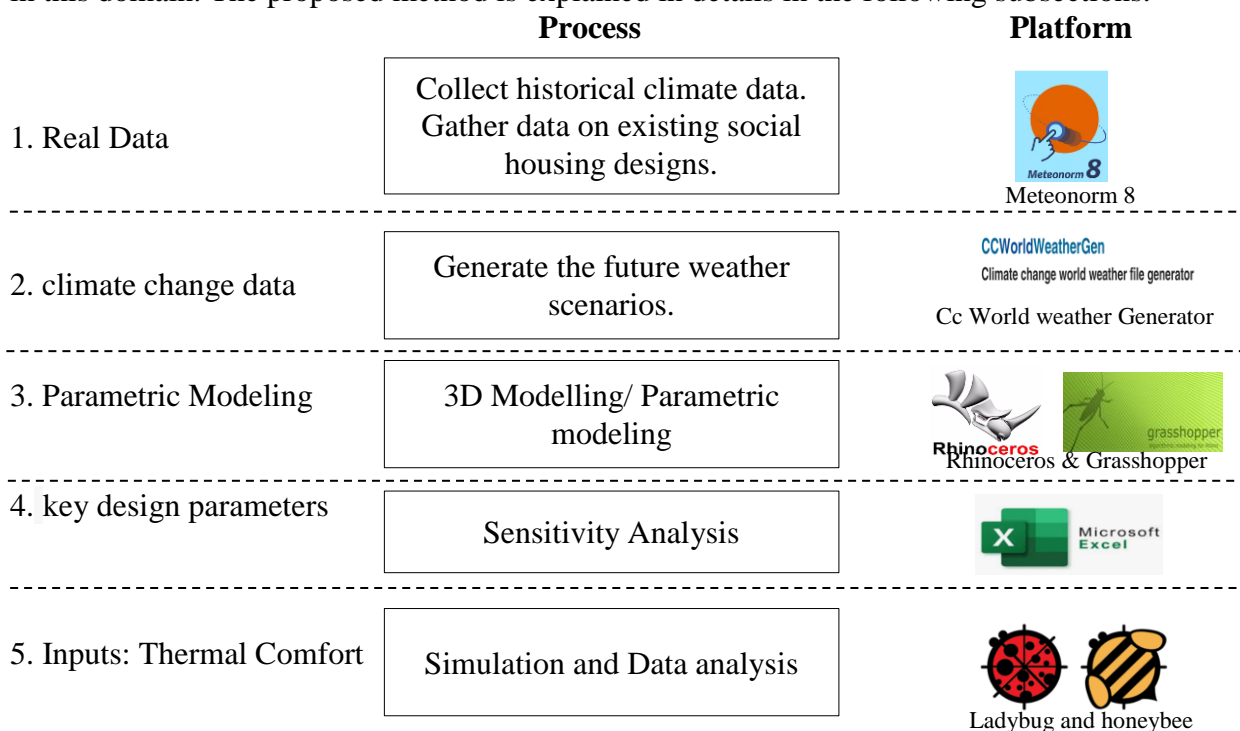 in this domain. The proposed method is explained in details in the following subsections.
Process
Platform
1. Real Data
Collect historical climate data.
Gather data on existing social
housing designs.
Meteonorm 8
Meteonorm 8
2. climate change data
Generate the future weather
scenarios.
CCWorldWeatherGen
Climate change world weather file generator
Cc World weather Generator
3. Parametric Modeling
3D Modelling/ Parametric
modeling
Rhinoceros
grasshopper
Rhinoceros & Grasshopper
4. key design parameters
Sensitivity Analysis
X
Microsoft
Excel
5. Inputs: Thermal Comfort
Simulation and Data analysis
Ladybug and honeybee